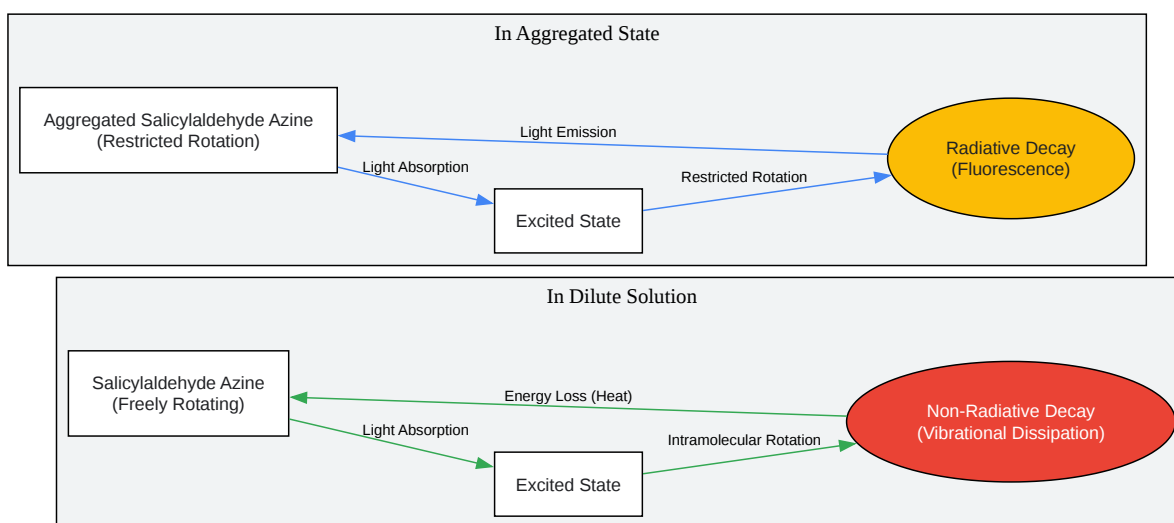 In Aggregated State
Aggregated Salicylaldehyde Azine
(Restricted Rotation)
Light Emission
Light Absorption
Restricted Rotation
Excited State
Radiative Decay
(Fluorescence)
In Dilute Solution
Salicylaldehyde Azine
(Freely Rotating)
Energy Loss (Heat)
Light Absorption
Intramolecular Rotation
Excited State
Non-Radiative Decay
(Vibrational Dissipation)